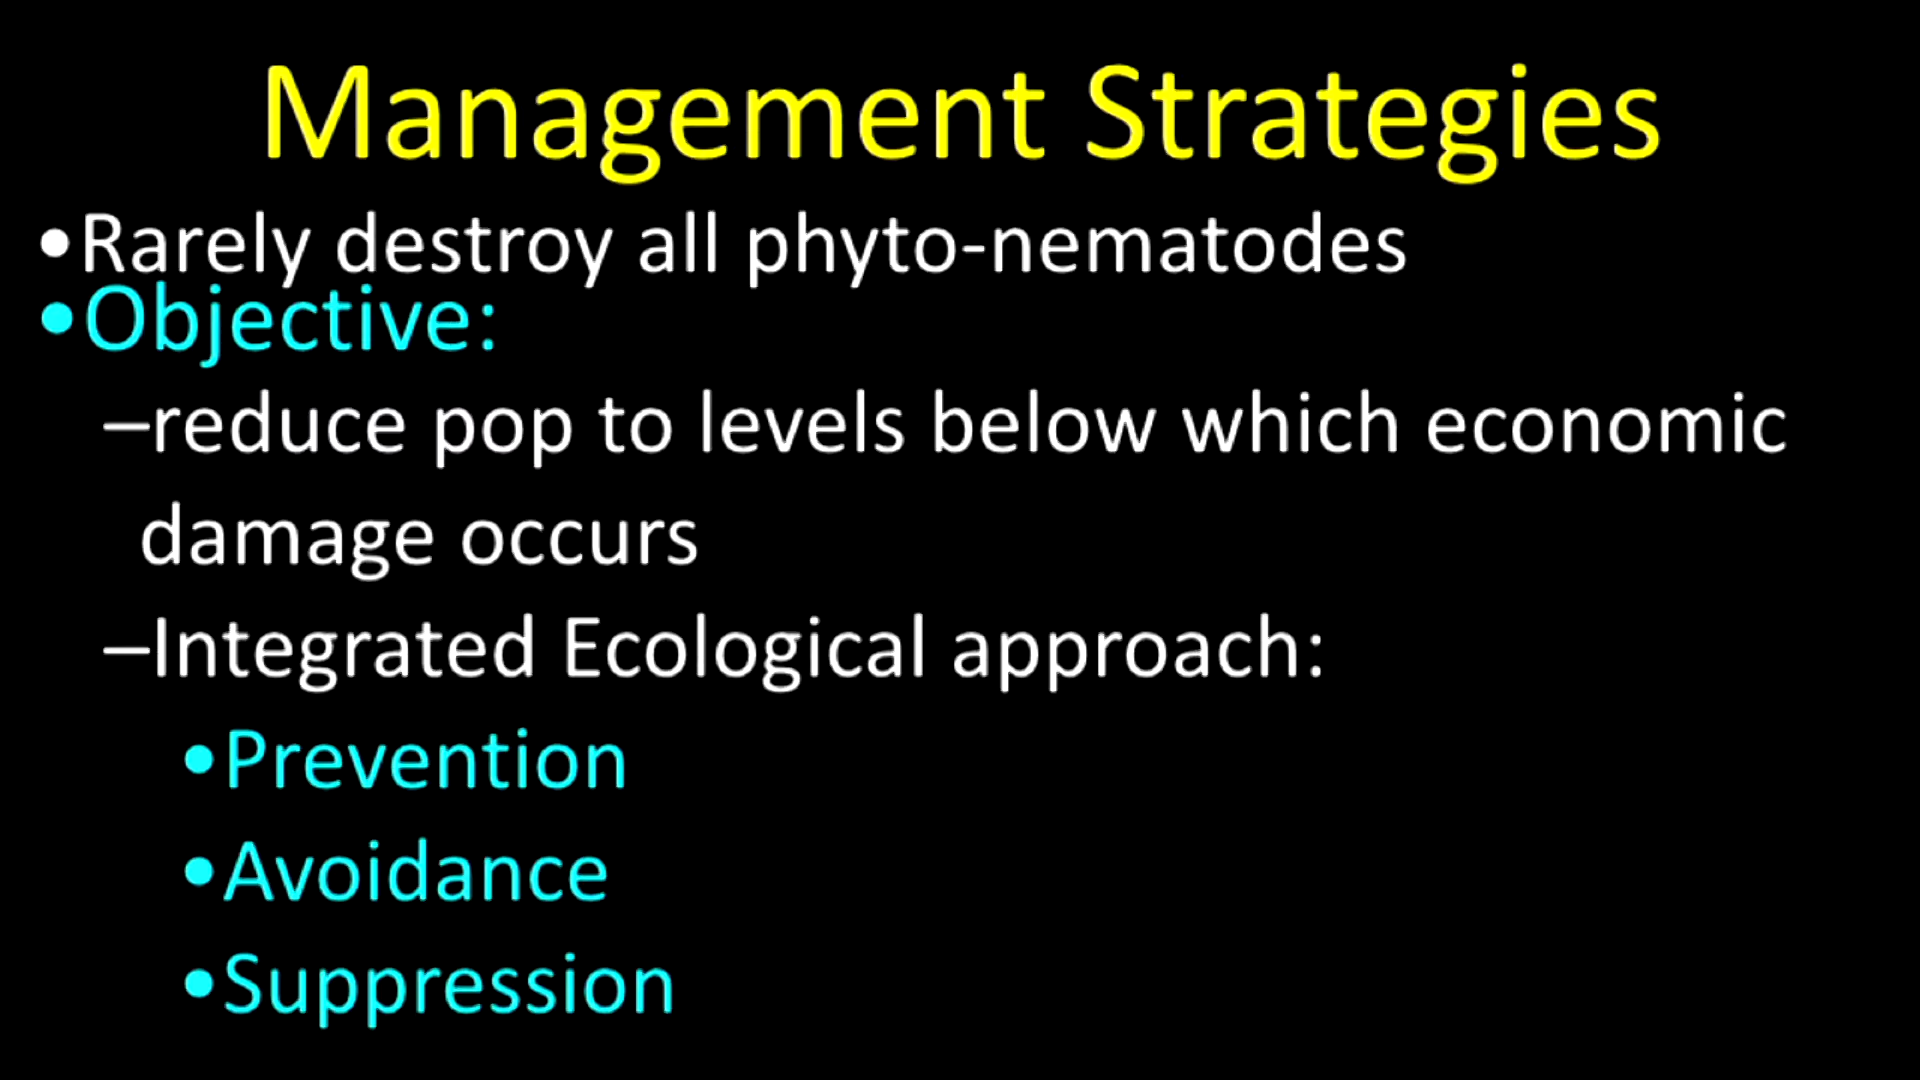 Management Strategies
•Rarely destroy all phyto-nematodes
•Objective:
–reduce pop to levels below which economic
damage occurs
–Integrated Ecological approach:
•Prevention
•Avoidance
•Suppression